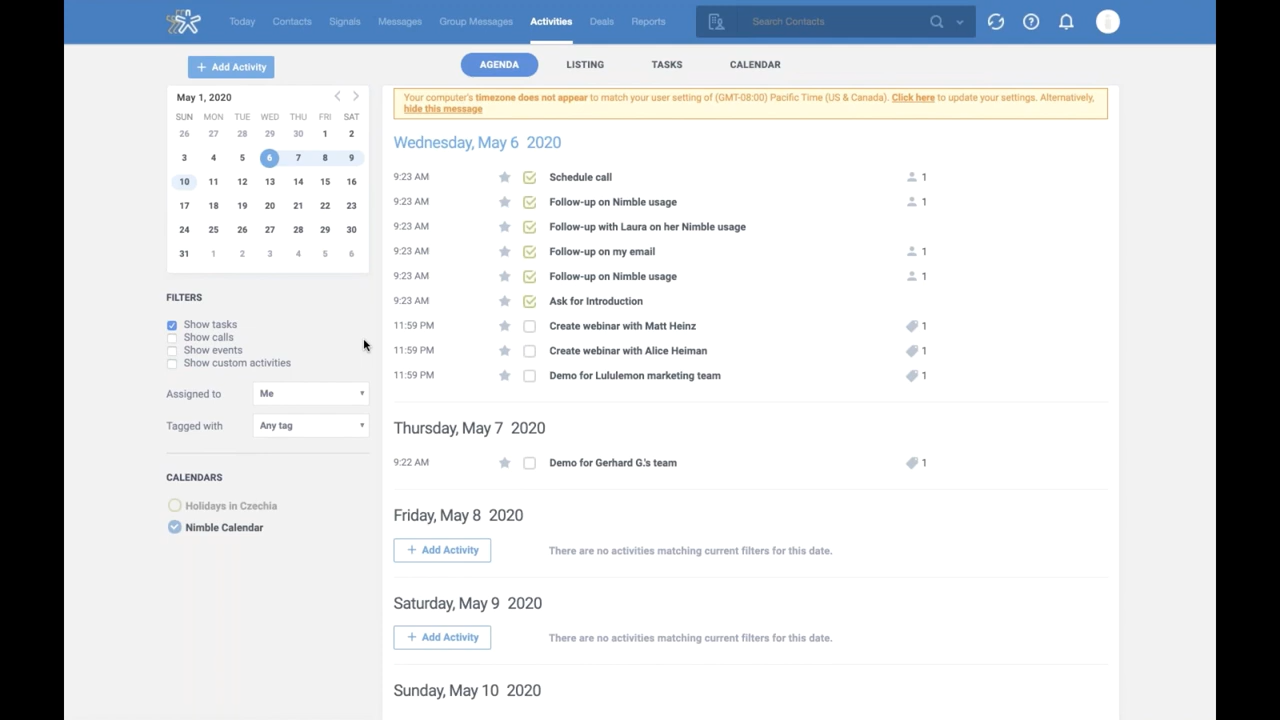 Today Contacts Signals Messages Group Messages Activities Deals Reports Search Contacts
+ Add Activity
AGENDA LISTING TASKS CALENDAR
May 1, 2020
SUN MON TUE WED THU FRI SAT
26 27 28 29 30 1 2
3 4 5 6 7 8 9
10 11 12 13 14 15 16
17 18 19 20 21 22 23
24 25 26 27 28 29 30
31 1 2 3 4 5 6
FILTERS
Show tasks
Show calls
Show events
Show custom activities
Assigned to Me
Tagged with Any tag
CALENDARS
Holidays in Czechia
Nimble Calendar
Your computer's timezone does not appear to match your user setting of (GMT-08:00) Pacific Time (US & Canada). Click here to update your settings. Alternatively,
hide this message
Wednesday, May 6 2020
9:23 AM Schedule call 1
9:23 AM Follow-up on Nimble usage 1
9:23 AM Follow-up with Laura on her Nimble usage
9:23 AM Follow-up on my email 1
9:23 AM Follow-up on Nimble usage 1
9:23 AM Ask for Introduction
11:59 PM Create webinar with Matt Heinz 1
11:59 PM Create webinar with Alice Heiman 1
11:59 PM Demo for Lululemon marketing team 1
Thursday, May 7 2020
9:22 AM Demo for Gerhard G.'s team 1
Friday, May 8 2020
+ Add Activity There are no activities matching current filters for this date.
Saturday, May 9 2020
+ Add Activity There are no activities matching current filters for this date.
Sunday, May 10 2020